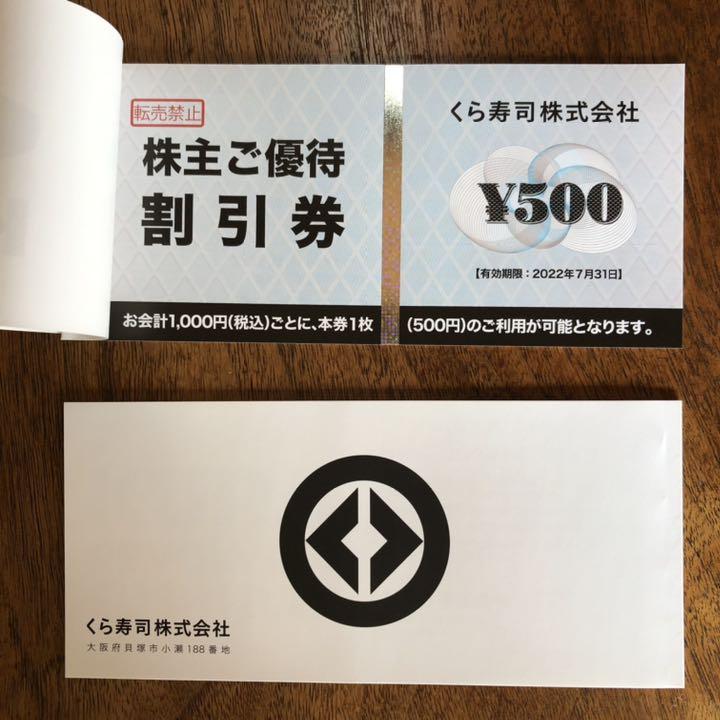 転売禁止
株主ご優待
割引券
くら寿司株式会社
¥500
【有効期限：2022年7月31日】
お会計1,000円(税込)ごとに、本券1枚
(500円)のご利用が可能となります。
くら寿司株式会社
大阪府貝塚市小瀬188番地